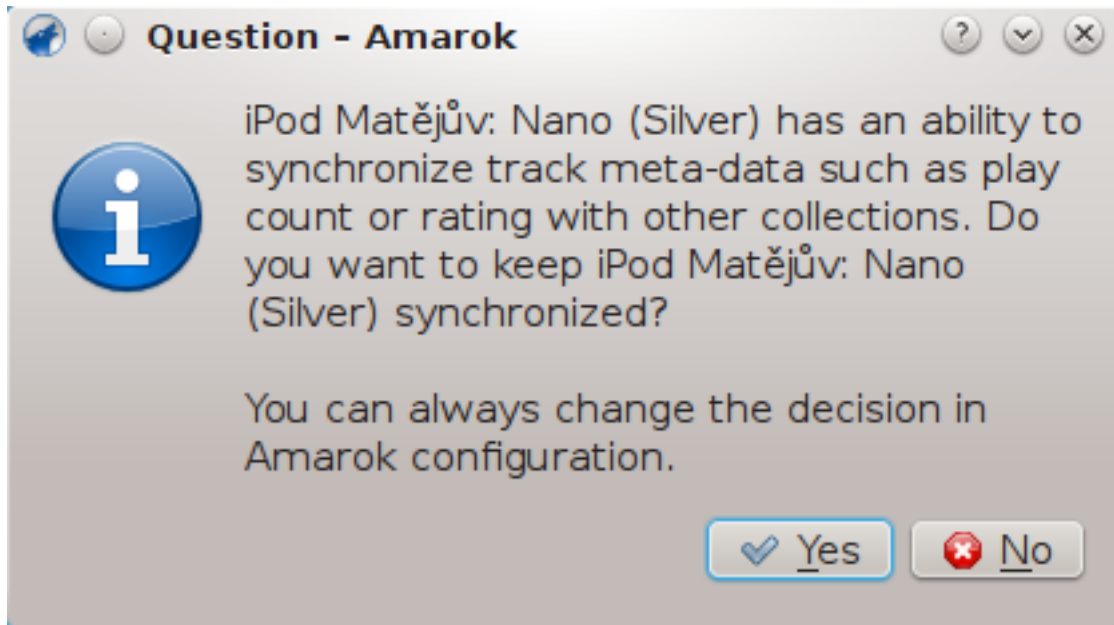 Question – Amarok
iPod Matějův: Nano (Silver) has an ability to
synchronize track meta-data such as play
count or rating with other collections. Do
you want to keep iPod Matějův: Nano
(Silver) synchronized?
You can always change the decision in
Amarok configuration.
Yes
No